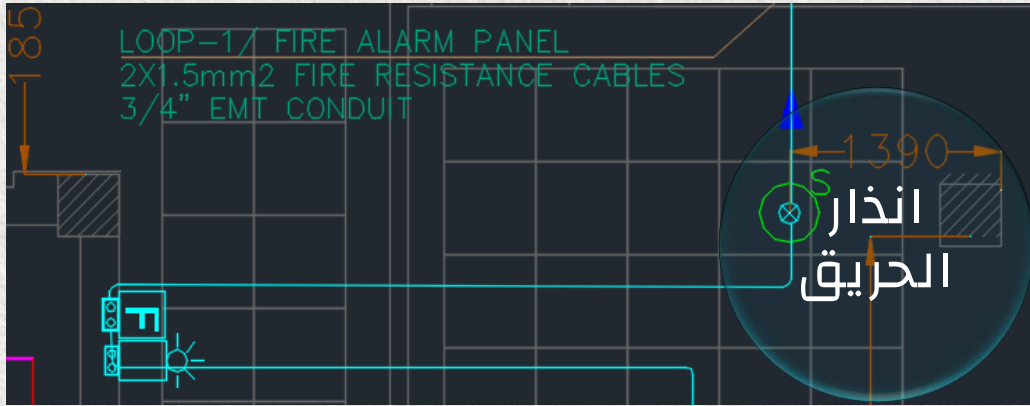 185
LOOP-1/ FIRE ALARM PANEL
2X1.5mm2 FIRE RESISTANCE CABLES
3/4" EMT CONDUIT
1390
S
انذار
الحريق
F